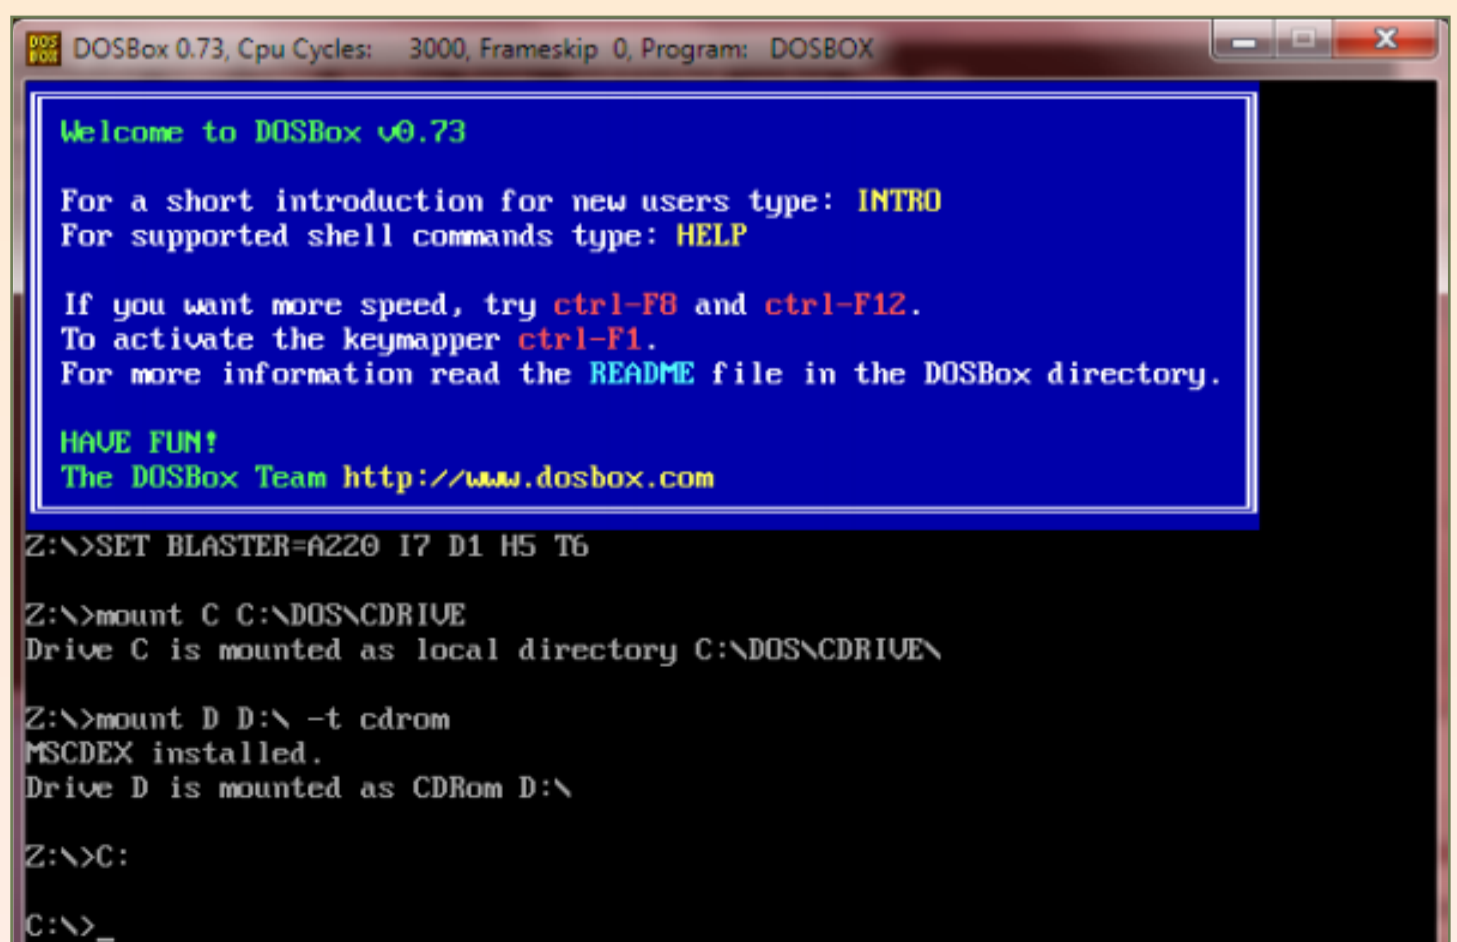 DOS BOX DOSBox 0.73, Cpu Cycles: 3000, Frameskip 0, Program: DOSBOX
Welcome to DOSBox v0.73
For a short introduction for new users type: INTRO
For supported shell commands type: HELP
If you want more speed, try ctrl-F8 and ctrl-F12.
To activate the keymapper ctrl-F1.
For more information read the README file in the DOSBox directory.
HAVE FUN!
The DOSBox Team http://www.dosbox.com
Z:\>SET BLASTER=A220 I7 D1 H5 T6
Z:\>mount C C:\DOS\CDRIVE
Drive C is mounted as local directory C:\DOS\CDRIVE\
Z:\>mount D D:\ -t cdrom
MSCDEX installed.
Drive D is mounted as CDRom D:\
Z:\>C:
C:\>_